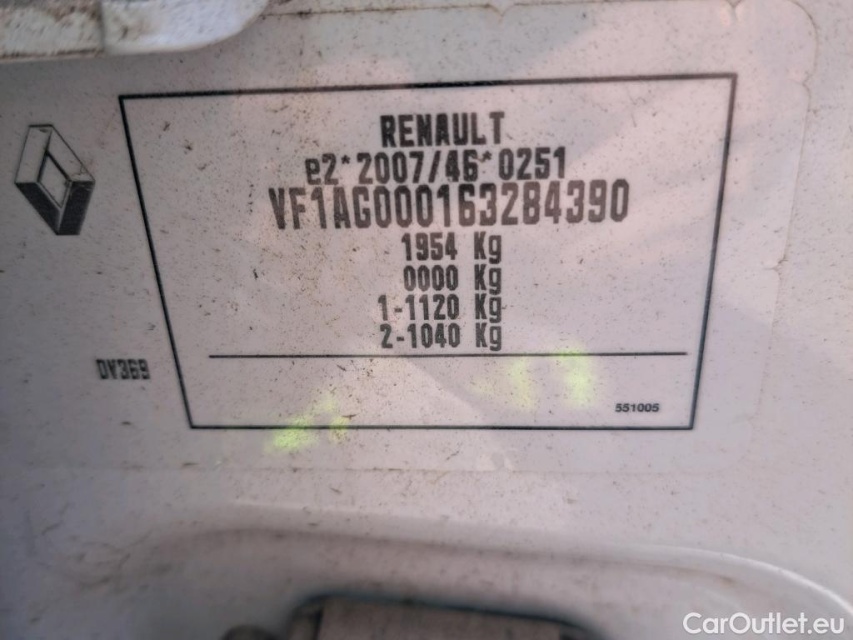 RENAULT
e2*2007/46*0251
VF1AG000163284390
1954 Kg
0000 Kg
1-1120 Kg
2-1040 Kg
DV369
551005
CarOutlet.eu